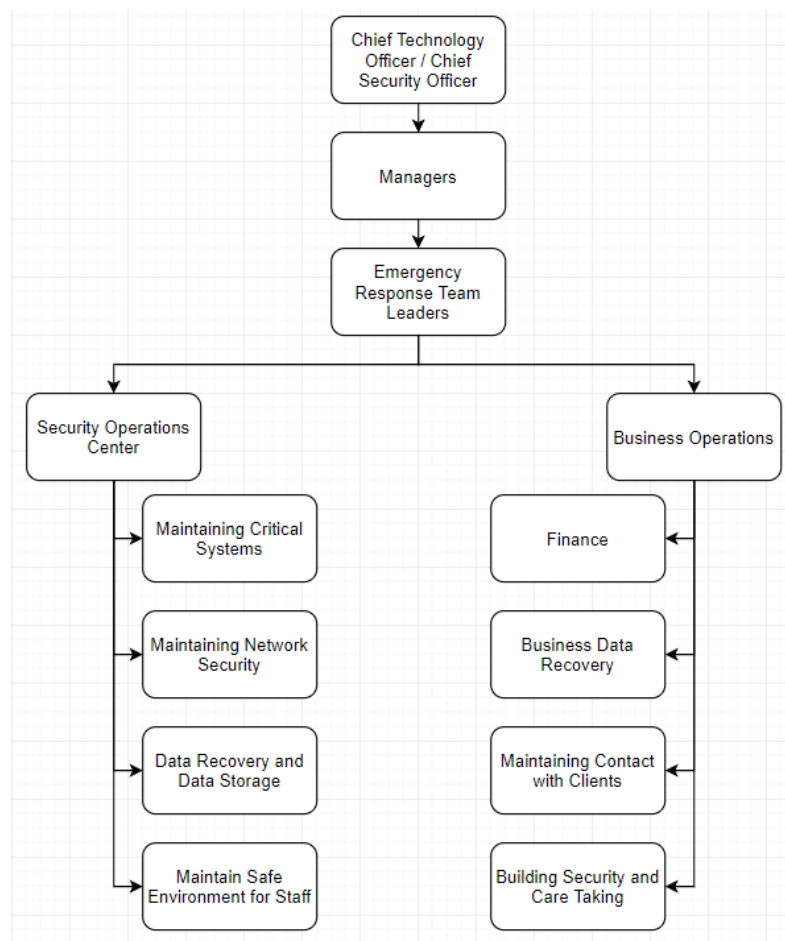 Chief Technology
Officer / Chief
Security Officer
Managers
Emergency
Response Team
Leaders
Security Operations
Center
Business Operations
Maintaining Critical
Systems
Finance
Maintaining Network
Security
Business Data
Recovery
Data Recovery and
Data Storage
Maintaining Contact
with Clients
Maintain Safe
Environment for Staff
Building Security and
Care Taking